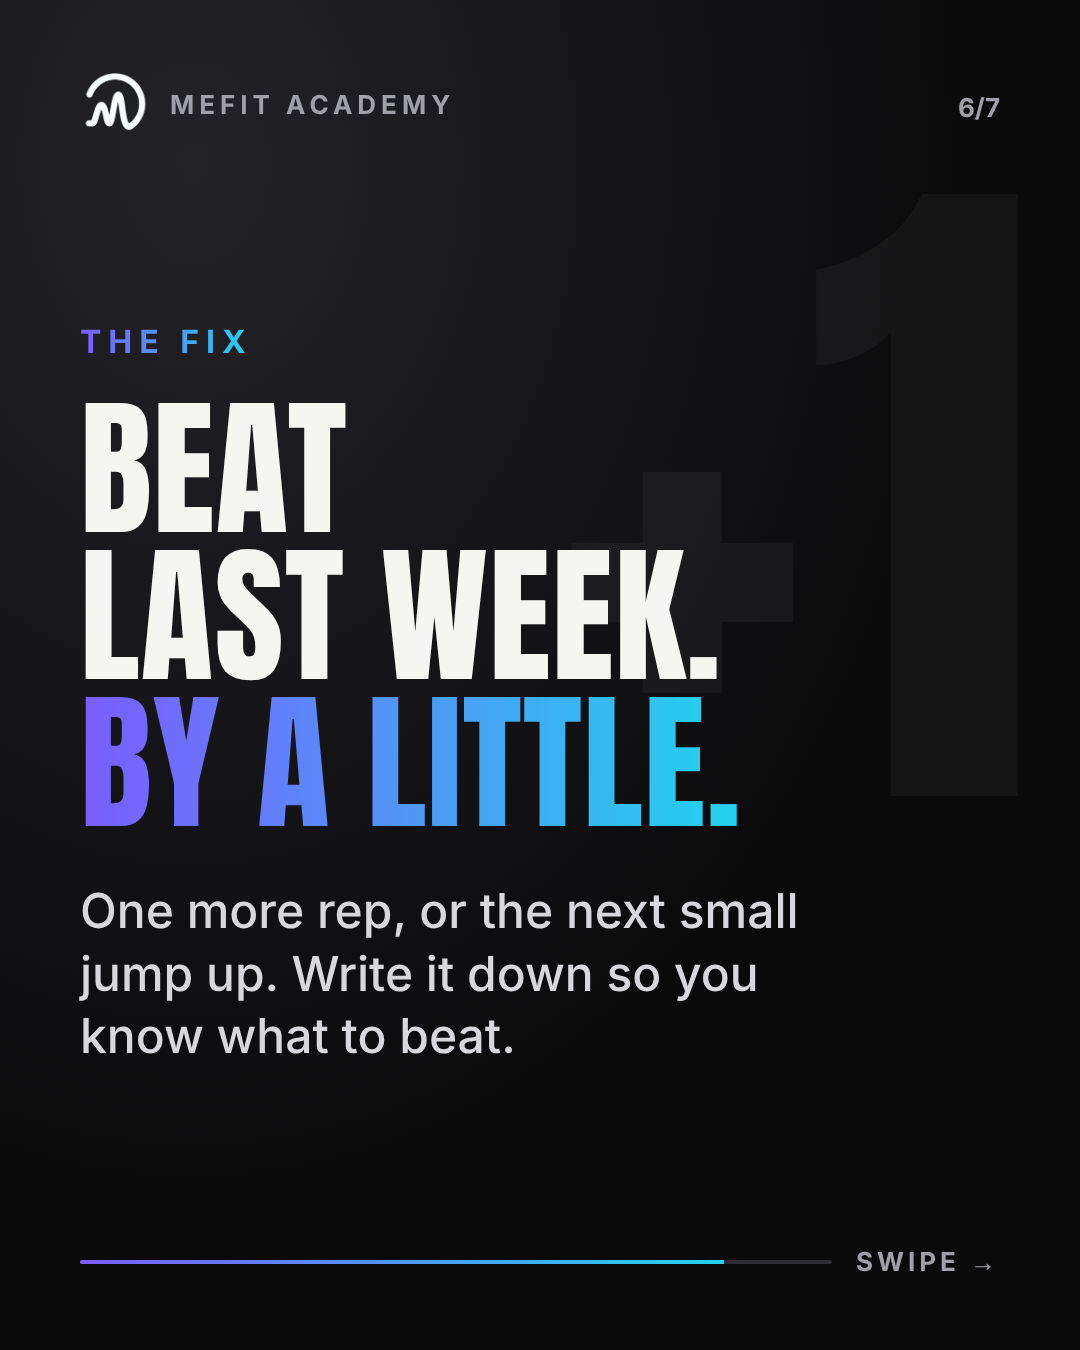 MEFIT ACADEMY
6/7
+1
THE FIX
BEAT
LAST WEEK.
BY A LITTLE.
One more rep, or the next small
jump up. Write it down so you
know what to beat.
SWIPE →